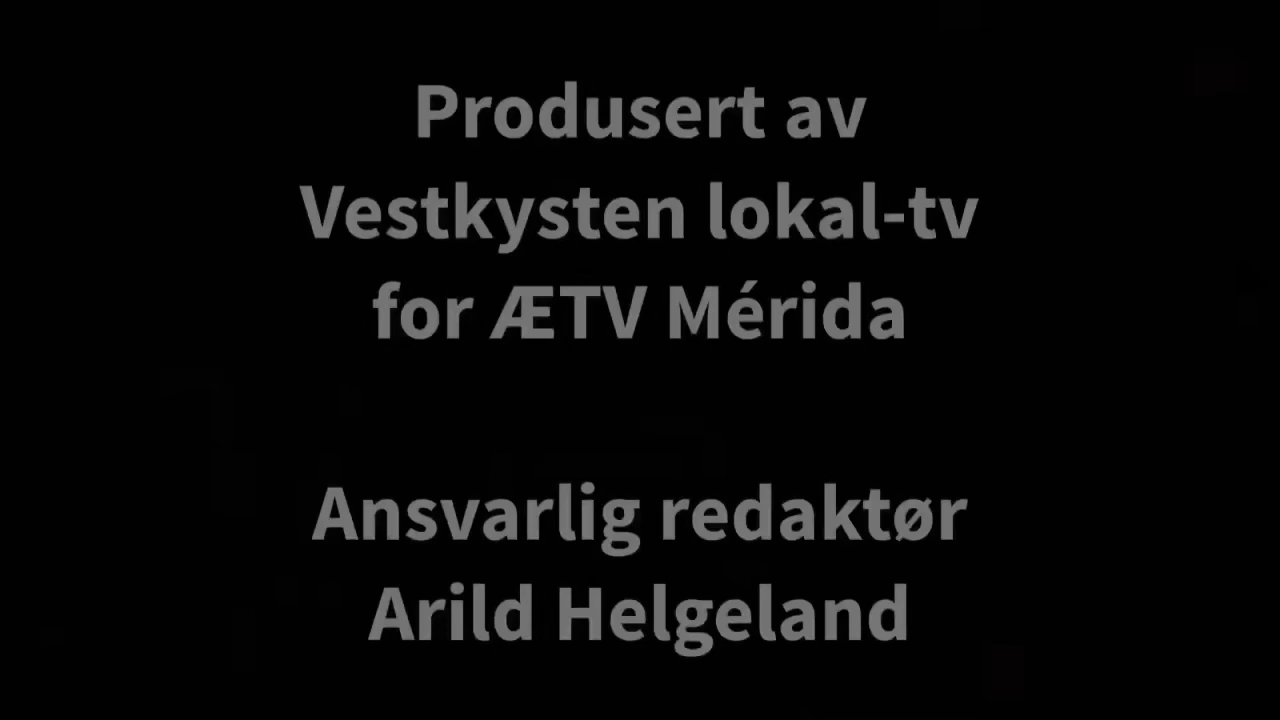 Produsert av
Vestkysten lokal-tv
for ÆTV Mérida
Ansvarlig redaktør
Arild Helgeland